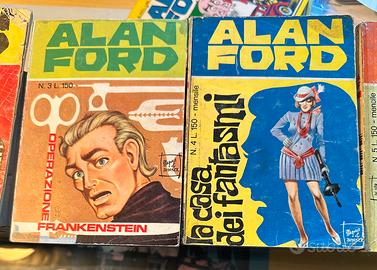 ALAN
FORD
N. 3 L. 150 -
OPERAZIONE
FRANKENSTEIN
ALAN
FORD
N. 4 L. 150 - mensile
la casa
dei fantasmi
N. 5 L. 150 - mensile